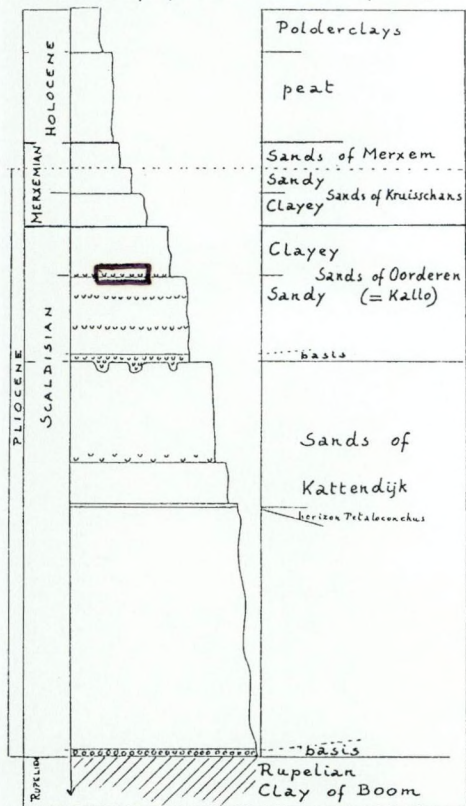 HOLOCENE
MERXEMIAN
PLIOCENE
SCALDISIAN
Polderclays
peat
Sands of Merxem
Sandy
Sands of Kruisschans
Clayey
Clayey
Sands of Oorderen
Sandy (= Kallo)
basis
Sands of
Kattendijk
horizon Petaloconchus
basis
RUPELIEN
Rupelian
Clay of Boom